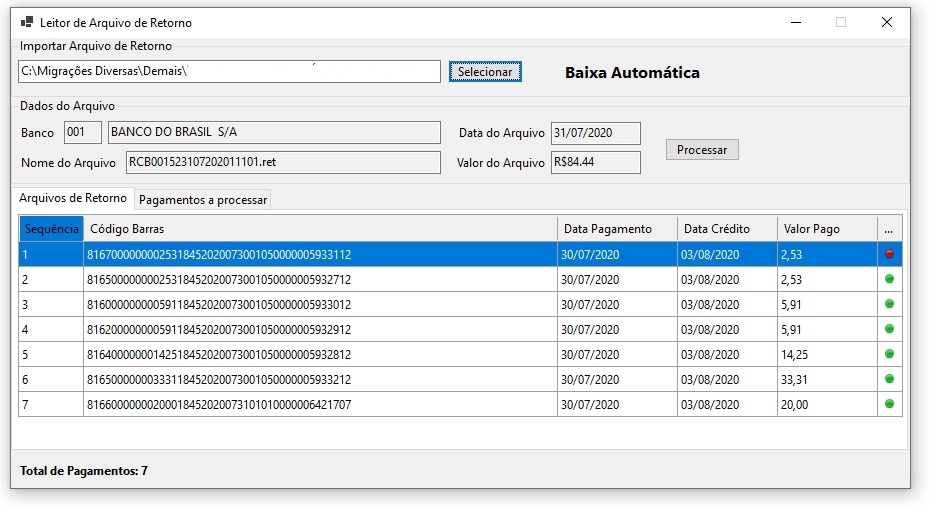 Leitor de Arquivo de Retorno
Importar Arquivo de Retorno
C:\Migrações Diversas\Demais\
Selecionar
Baixa Automática
Dados do Arquivo
Banco 001 BANCO DO BRASIL S/A Data do Arquivo 31/07/2020
Processar
Nome do Arquivo RCB001523107202011101.ret Valor do Arquivo R$84.44
Arquivos de Retorno Pagamentos a processar
Sequência Código Barras Data Pagamento Data Crédito Valor Pago ...
1 81670000000025318452020073001050000005933112 30/07/2020 03/08/2020 2,53
2 81650000000025318452020073001050000005932712 30/07/2020 03/08/2020 2,53
3 81600000000059118452020073001050000005933012 30/07/2020 03/08/2020 5,91
4 81620000000059118452020073001050000005932912 30/07/2020 03/08/2020 5,91
5 81640000000142518452020073001050000005932812 30/07/2020 03/08/2020 14,25
6 81650000000333118452020073001050000005933212 30/07/2020 03/08/2020 33,31
7 81660000000200018452020073101010000006421707 30/07/2020 03/08/2020 20,00
Total de Pagamentos: 7